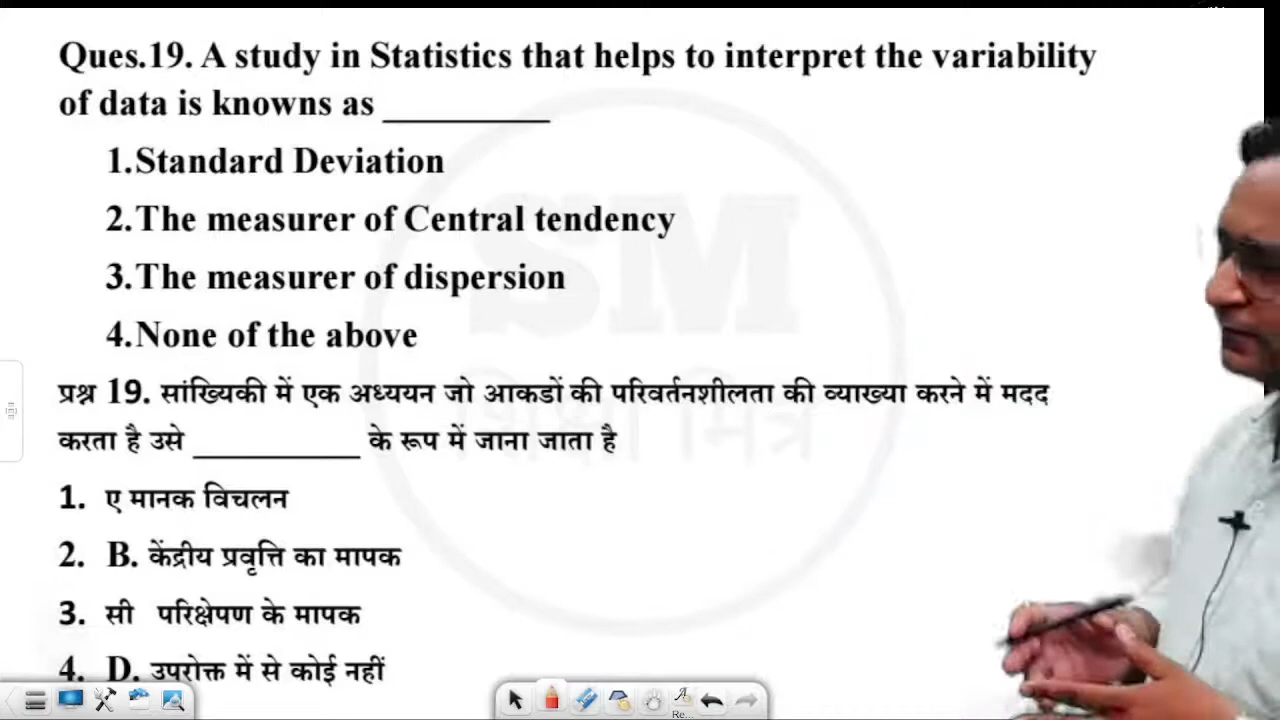 Ques.19. A study in Statistics that helps to interpret the variability
of data is knowns as __________
1.Standard Deviation
2.The measurer of Central tendency
3.The measurer of dispersion
4.None of the above
प्रश्न 19. सांख्यिकी में एक अध्ययन जो आकडों की परिवर्तनशीलता की व्याख्या करने में मदद
करता है उसे __________ के रूप में जाना जाता है
1. ए मानक विचलन
2. B. केंद्रीय प्रवृत्ति का मापक
3. सी परिक्षेपण के मापक
4. D. उपरोक्त में से कोई नहीं
SM
शिक्षा मित्र
Re...